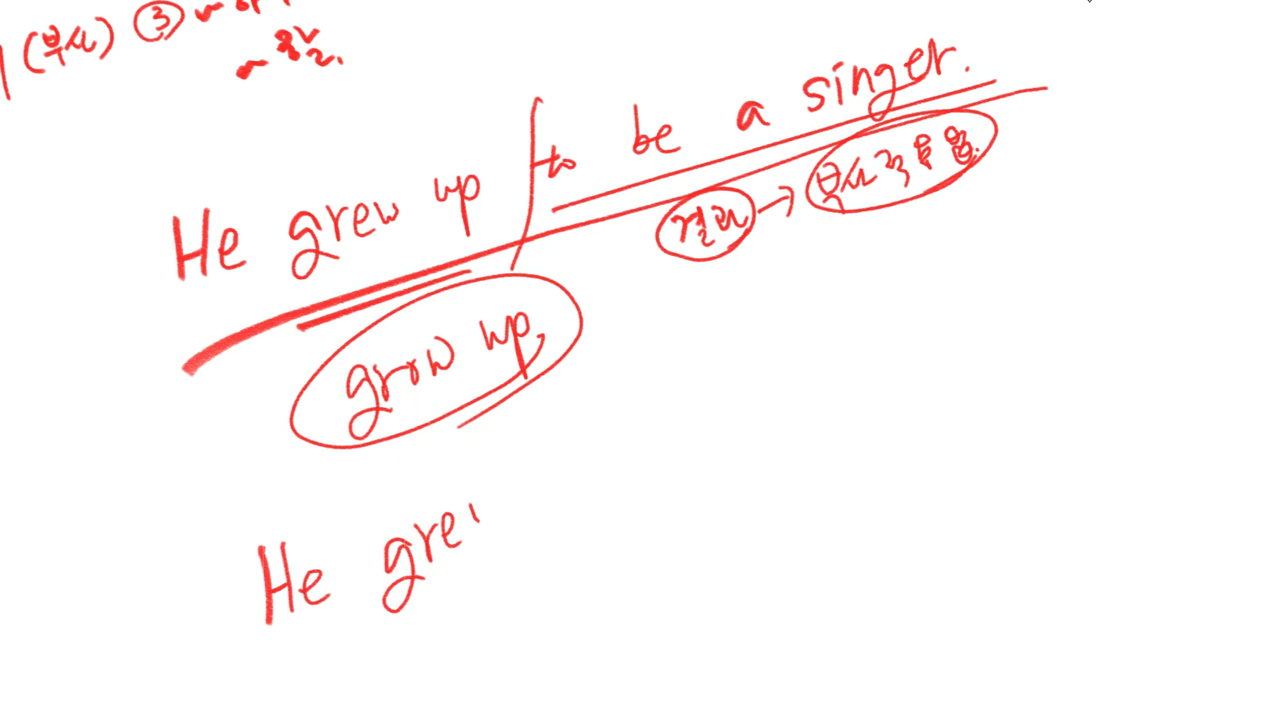 (부사) ③
He grew up to be a singer.
결과 → 부사적 용법.
grow up
He gre